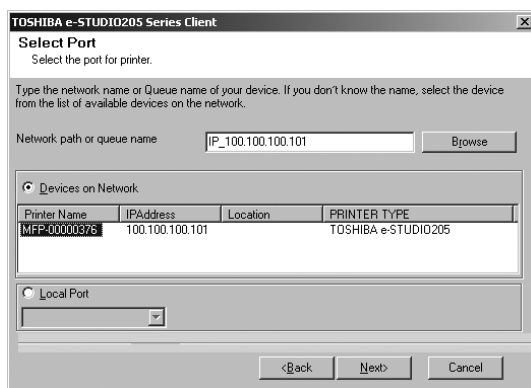 TOSHIBA e-STUDIO205 Series Client
Select Port
Select the port for printer.
Type the network name or Queue name of your device. If you don't know the name, select the device
from the list of available devices on the network.
Network path or queue name IP_100.100.100.101 Browse
Devices on Network
Printer Name IPAddress Location PRINTER TYPE
MFP-00000376 100.100.100.101 TOSHIBA e-STUDIO205
Local Port
<Back Next> Cancel